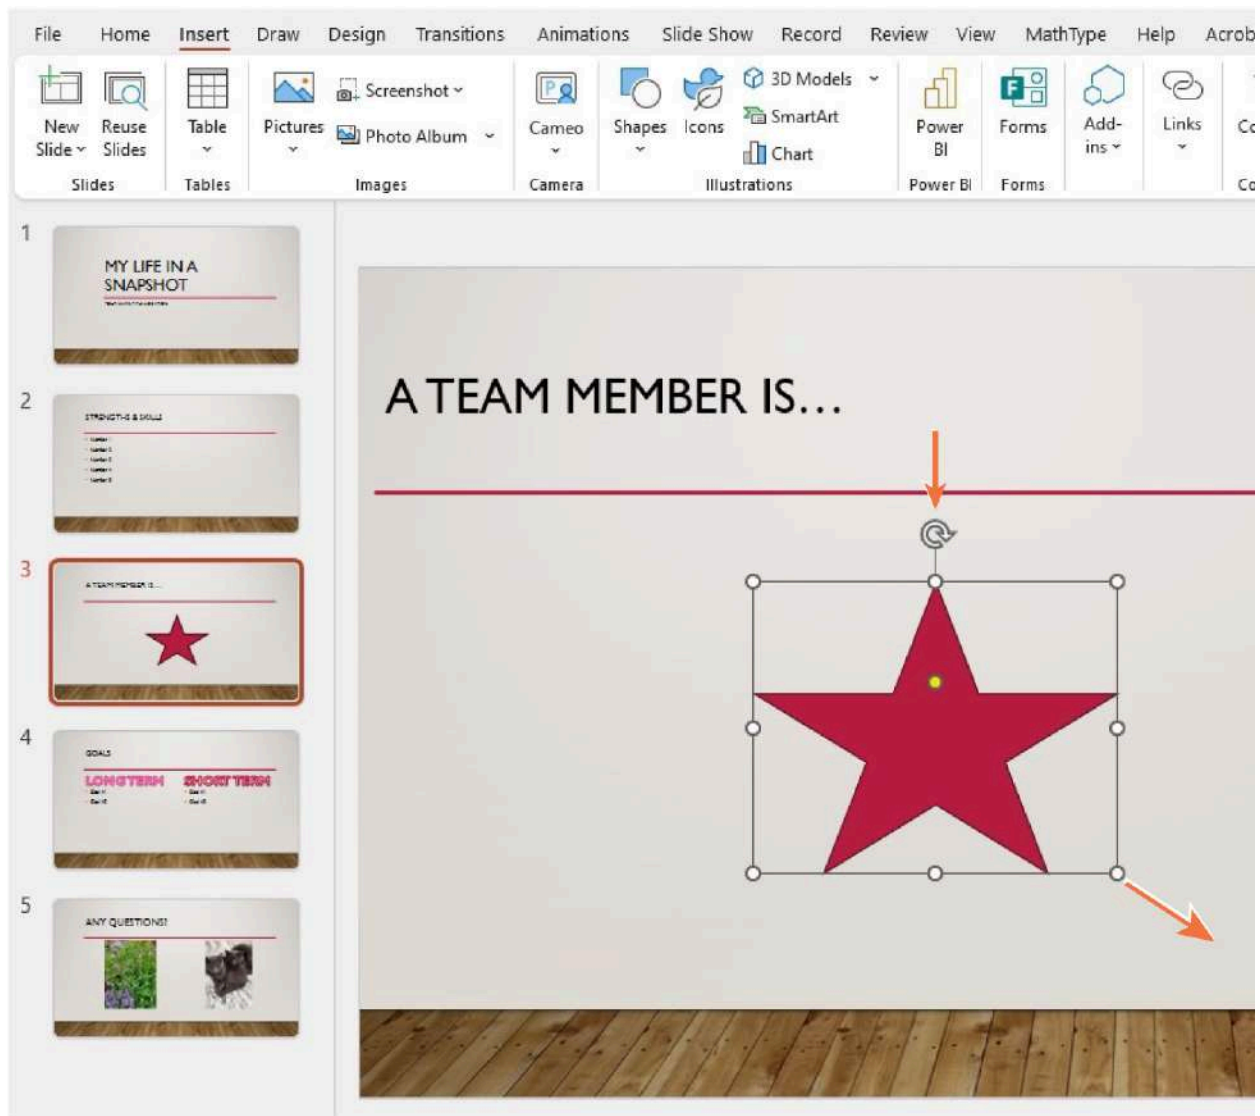 File Home Insert Draw Design Transitions Animations Slide Show Record Review View MathType Help Acrob
New Slide
Reuse Slides
Table
Pictures
Screenshot
Photo Album
Cameo
Shapes
Icons
3D Models
SmartArt
Chart
Power BI
Forms
Add-ins
Links
Co
Slides Tables Images Camera Illustrations Power BI Forms Co
1
MY LIFE IN A
SNAPSHOT
2
STRENGTHS & SKILLS
3
A TEAM MEMBER IS...
4
GOALS
LONG TERM SHORT TERM
5
ANY QUESTIONS?
A TEAM MEMBER IS...